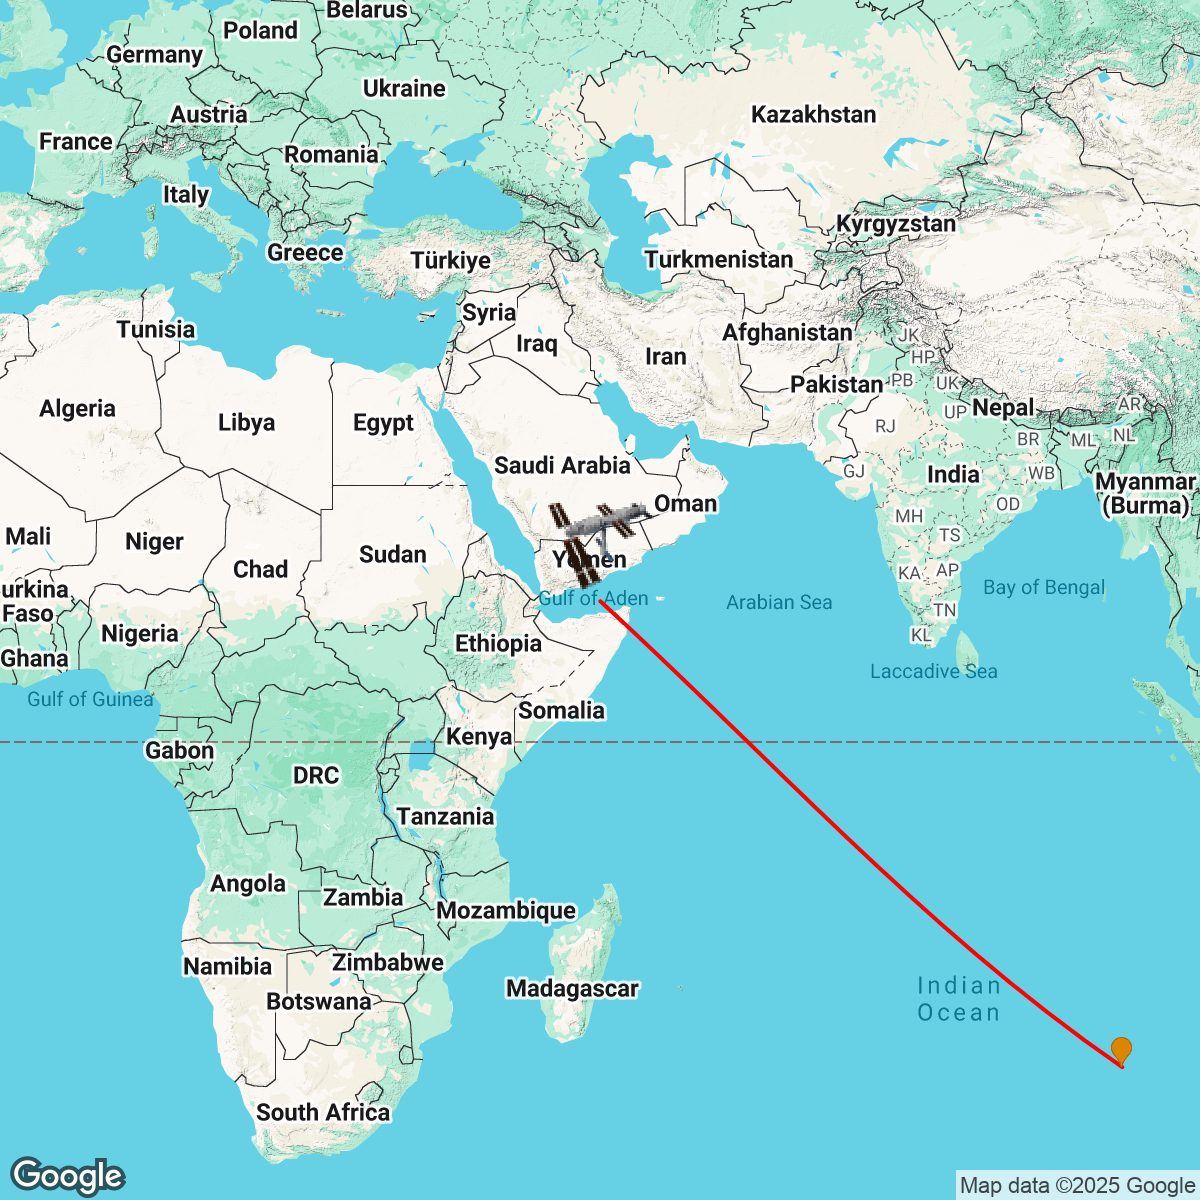 Belarus
Poland
Germany
Ukraine
Kazakhstan
Austria
France
Romania
Italy
Kyrgyzstan
Greece
Türkiye
Turkmenistan
Syria
Tunisia
Afghanistan
JK
Iraq
Iran
HP
Pakistan
PB
UK
Algeria
Libya
Egypt
UP
Nepal
AR
RJ
BR
ML
NL
Saudi Arabia
GJ
India
WB
Myanmar
(Burma)
Oman
OD
MH
Mali
Niger
TS
Chad
Sudan
Yemen
KA
AP
Bay of Bengal
urkina
Faso
Gulf of Aden
Arabian Sea
TN
Nigeria
Ethiopia
KL
Ghana
Laccadive Sea
Gulf of Guinea
Somalia
Gabon
Kenya
DRC
Tanzania
Angola
Zambia
Mozambique
Namibia
Zimbabwe
Botswana
Madagascar
Indian
Ocean
South Africa
Google
Map data ©2025 Google